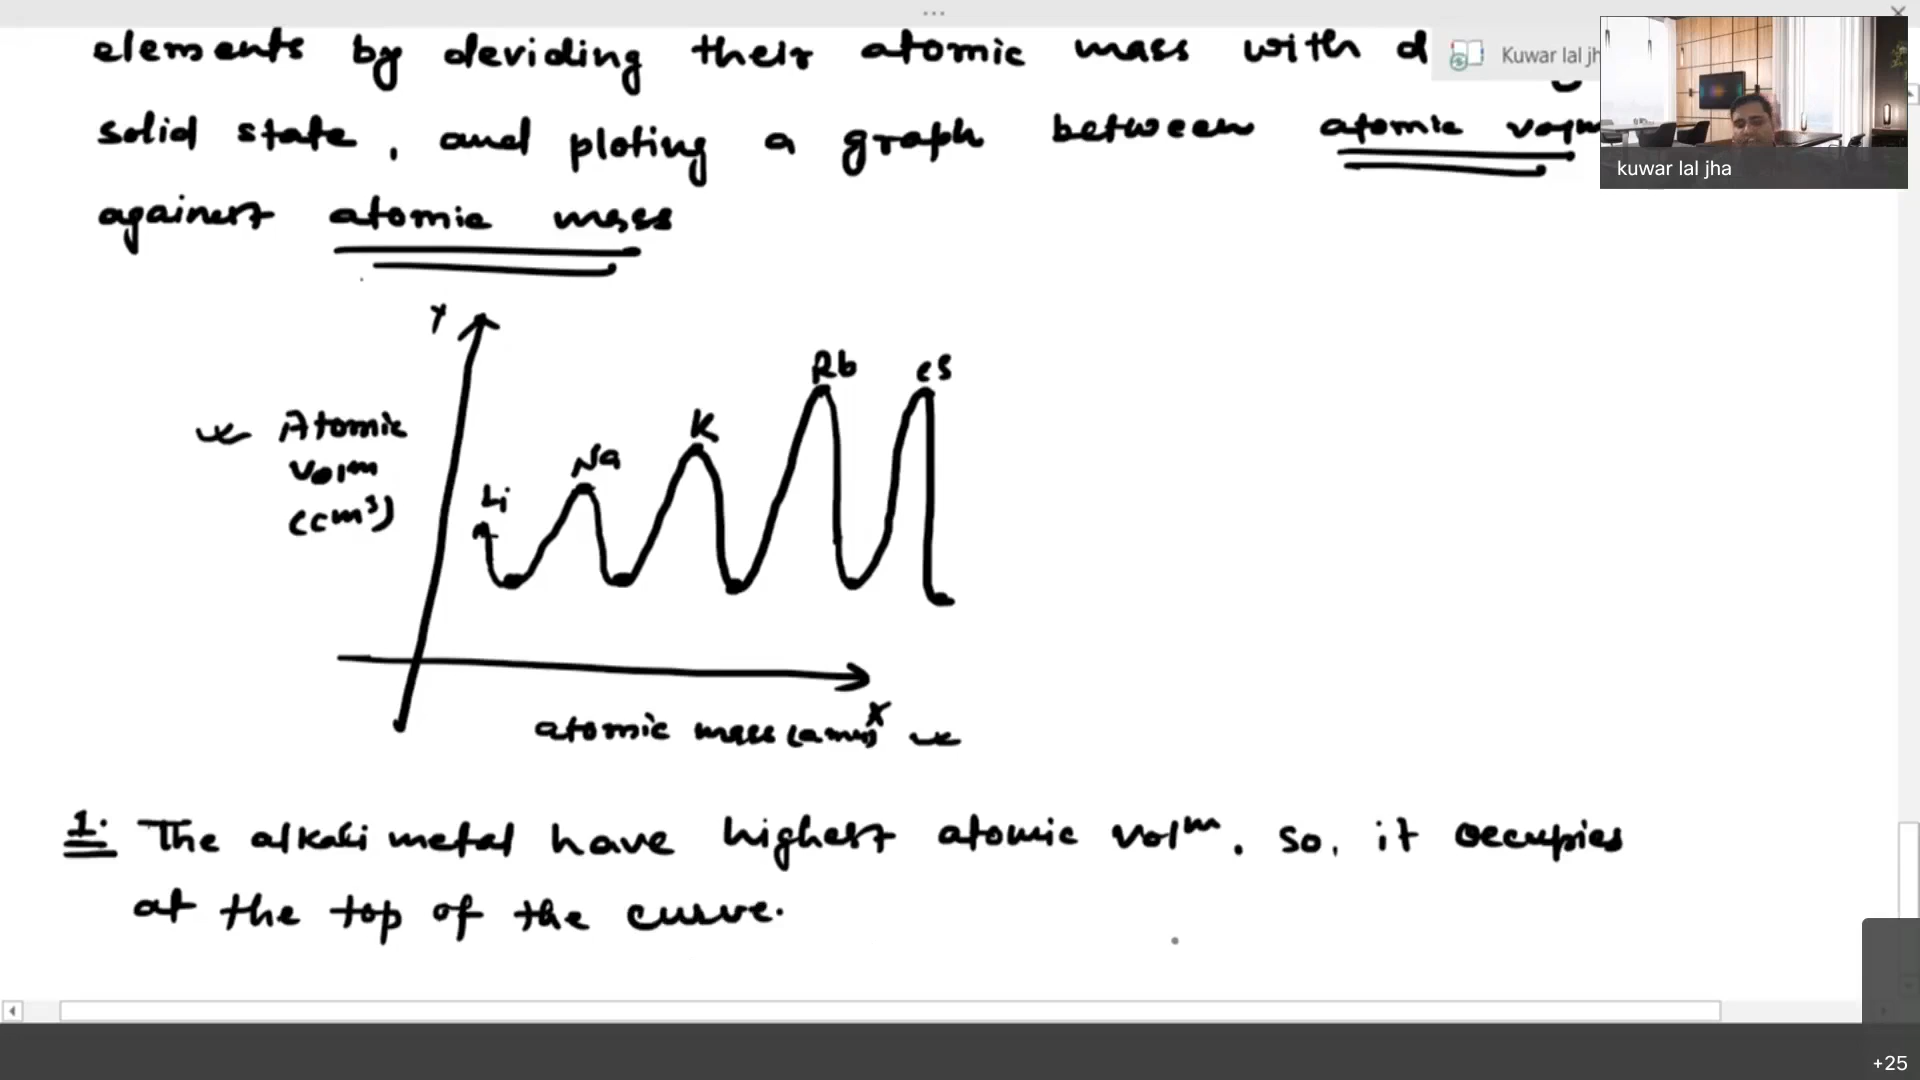 elements by deviding their atomic mass with d
Kuwar lal jh
solid state, and ploting a graph between atomic volm
kuwar lal jha
against atomic mass
Y
Rb
cs
K
Atomic
volm
(cm³)
Na
Li
X
atomic mass (amu)
1. The alkali metal have highest atomic volm. So, it occupies
at the top of the curve.
+25